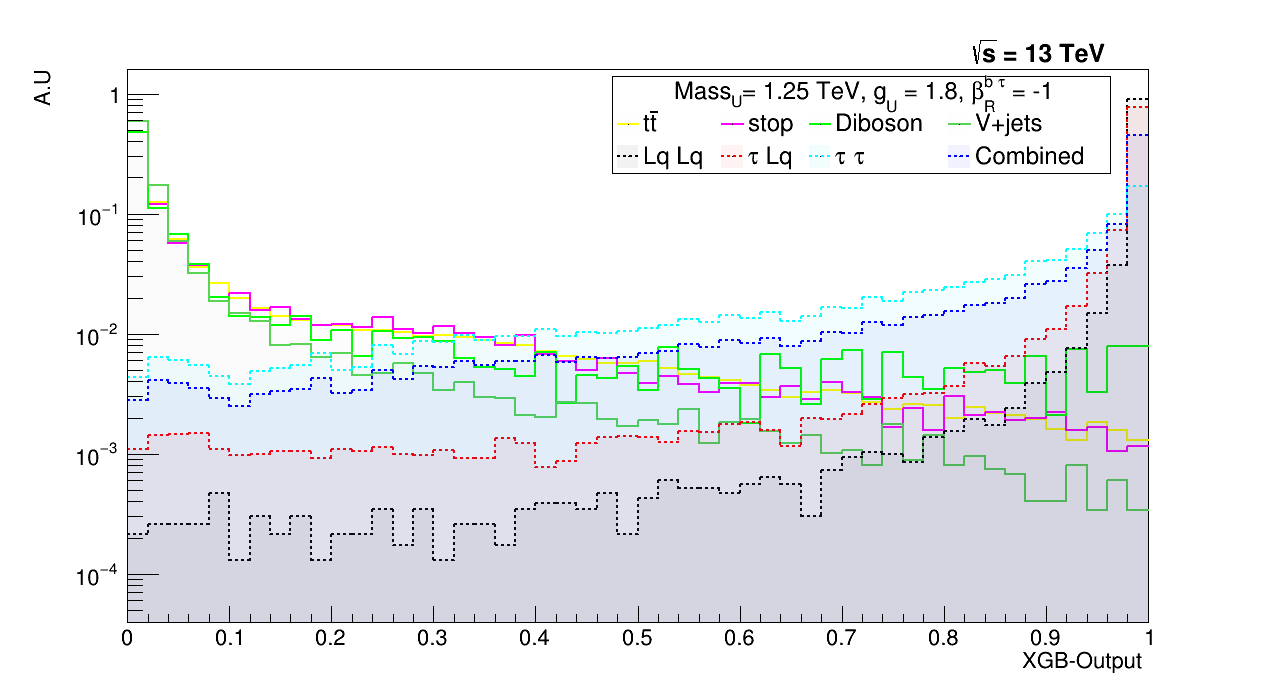 √s = 13 TeV
A.U
Mass_U= 1.25 TeV, g_U = 1.8, β_R^{b τ} = -1
tt̄ stop Diboson V+jets
Lq Lq τ Lq τ τ Combined
1
10⁻¹
10⁻²
10⁻³
10⁻⁴
0 0.1 0.2 0.3 0.4 0.5 0.6 0.7 0.8 0.9 1
XGB-Output